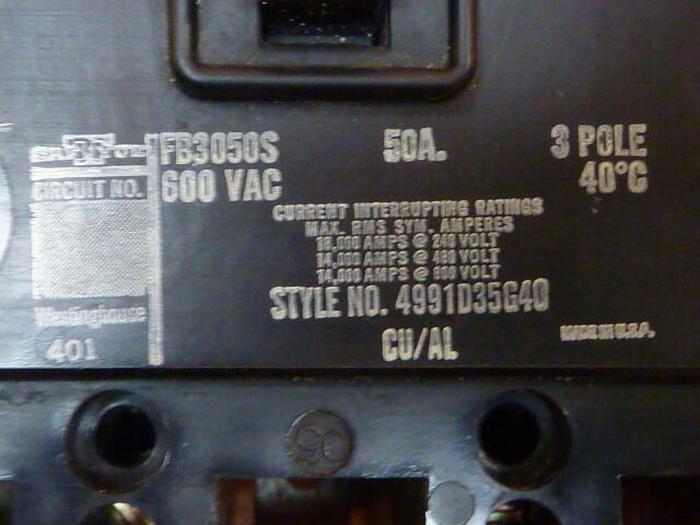 FB3050S 50A. 3 POLE
CIRCUIT NO. 600 VAC 40°C
CURRENT INTERRUPTING RATINGS
MAX. RMS SYM. AMPERES
18,000 AMPS @ 240 VOLT
14,000 AMPS @ 480 VOLT
14,000 AMPS @ 600 VOLT
STYLE NO. 4991D35G40
Westinghouse
401 CU/AL MADE IN U.S.A.